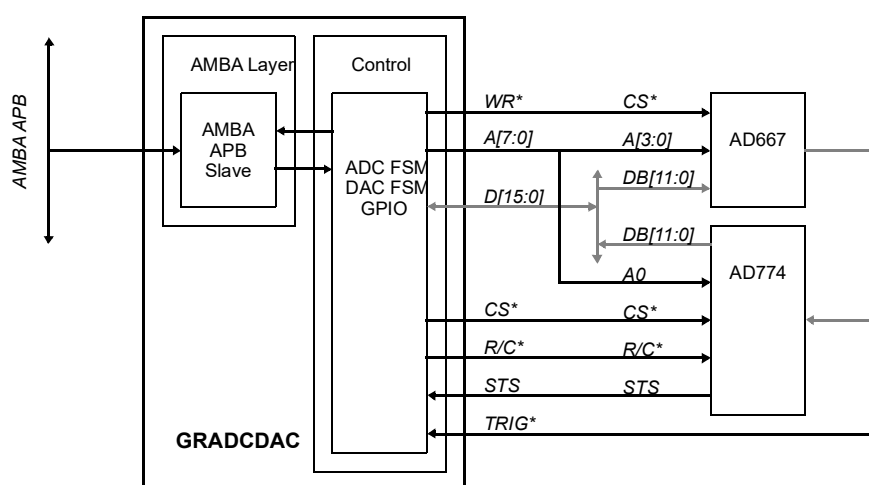 AMBA APB
AMBA Layer
AMBA
APB
Slave
Control
ADC FSM
DAC FSM
GPIO
GRADCDAC
WR* CS*
A[7:0] A[3:0]
DB[11:0]
D[15:0]
DB[11:0]
A0
CS* CS*
R/C* R/C*
STS STS
TRIG*
AD667
AD774